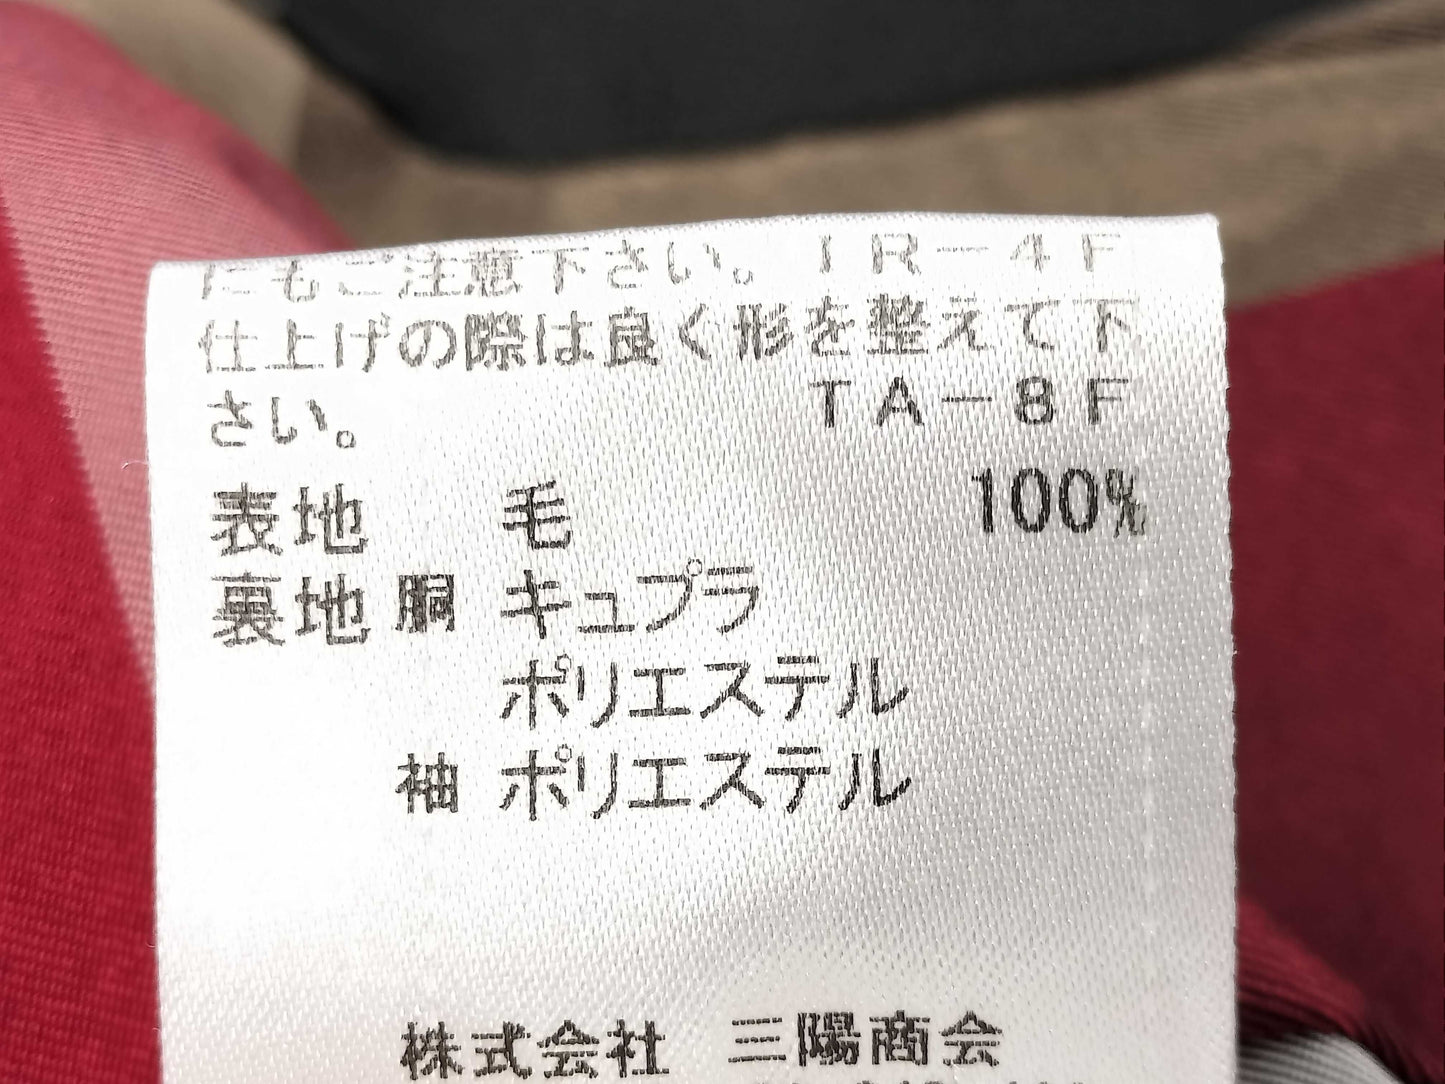 にもご注意下さい。IR-4F
仕上げの際は良く形を整えて下
さい。 TA-8F
表地 毛 100%
裏地 胴 キュプラ
ポリエステル
袖 ポリエステル
株式会社 三陽商会